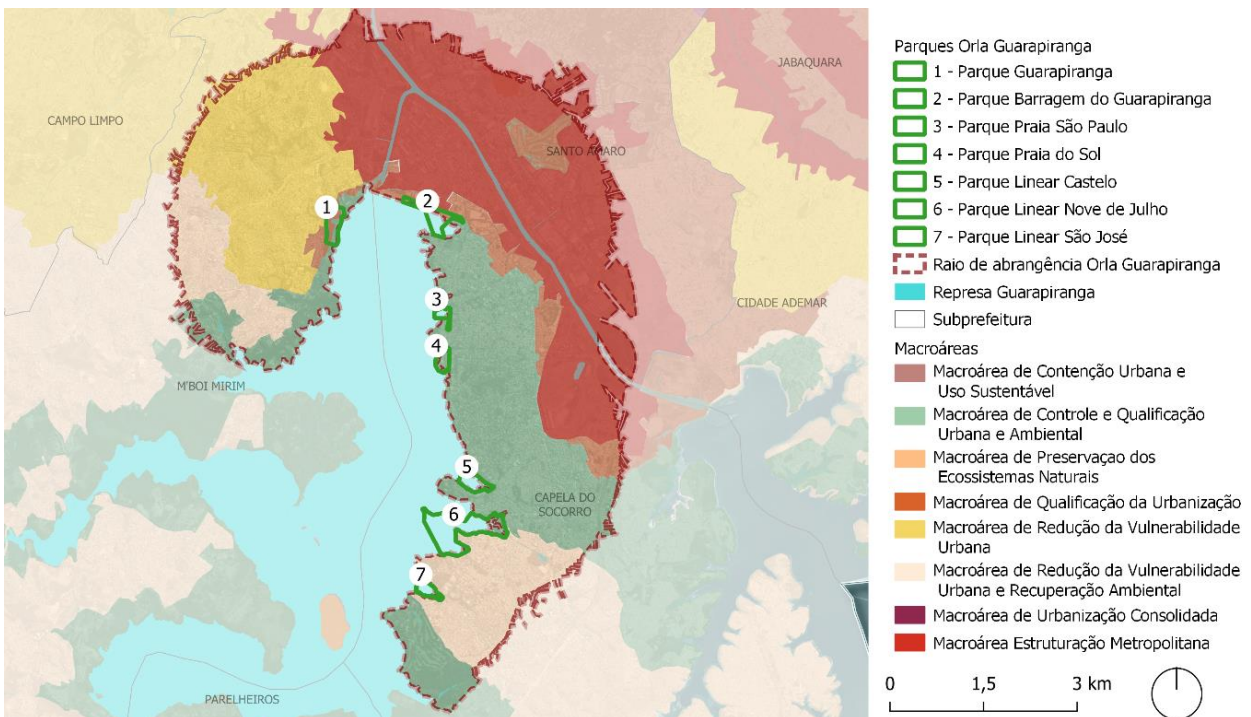 CAMPO LIMPO
JABAQUARA
SANTO AMARO
1
2
3
CIDADE ADEMAR
4
M'BOI MIRIM
5
CAPELA DO
SOCORRO
6
7
PARELHEIROS
Parques Orla Guarapiranga
1 - Parque Guarapiranga
2 - Parque Barragem do Guarapiranga
3 - Parque Praia São Paulo
4 - Parque Praia do Sol
5 - Parque Linear Castelo
6 - Parque Linear Nove de Julho
7 - Parque Linear São José
Raio de abrangência Orla Guarapiranga
Represa Guarapiranga
Subprefeitura
Macroáreas
Macroárea de Contenção Urbana e
Uso Sustentável
Macroárea de Controle e Qualificação
Urbana e Ambiental
Macroárea de Preservaçao dos
Ecossistemas Naturais
Macroárea de Qualificação da Urbanização
Macroárea de Redução da Vulnerabilidade
Urbana
Macroárea de Redução da Vulnerabilidade
Urbana e Recuperação Ambiental
Macroárea de Urbanização Consolidada
Macroárea Estruturação Metropolitana
0 1,5 3 km